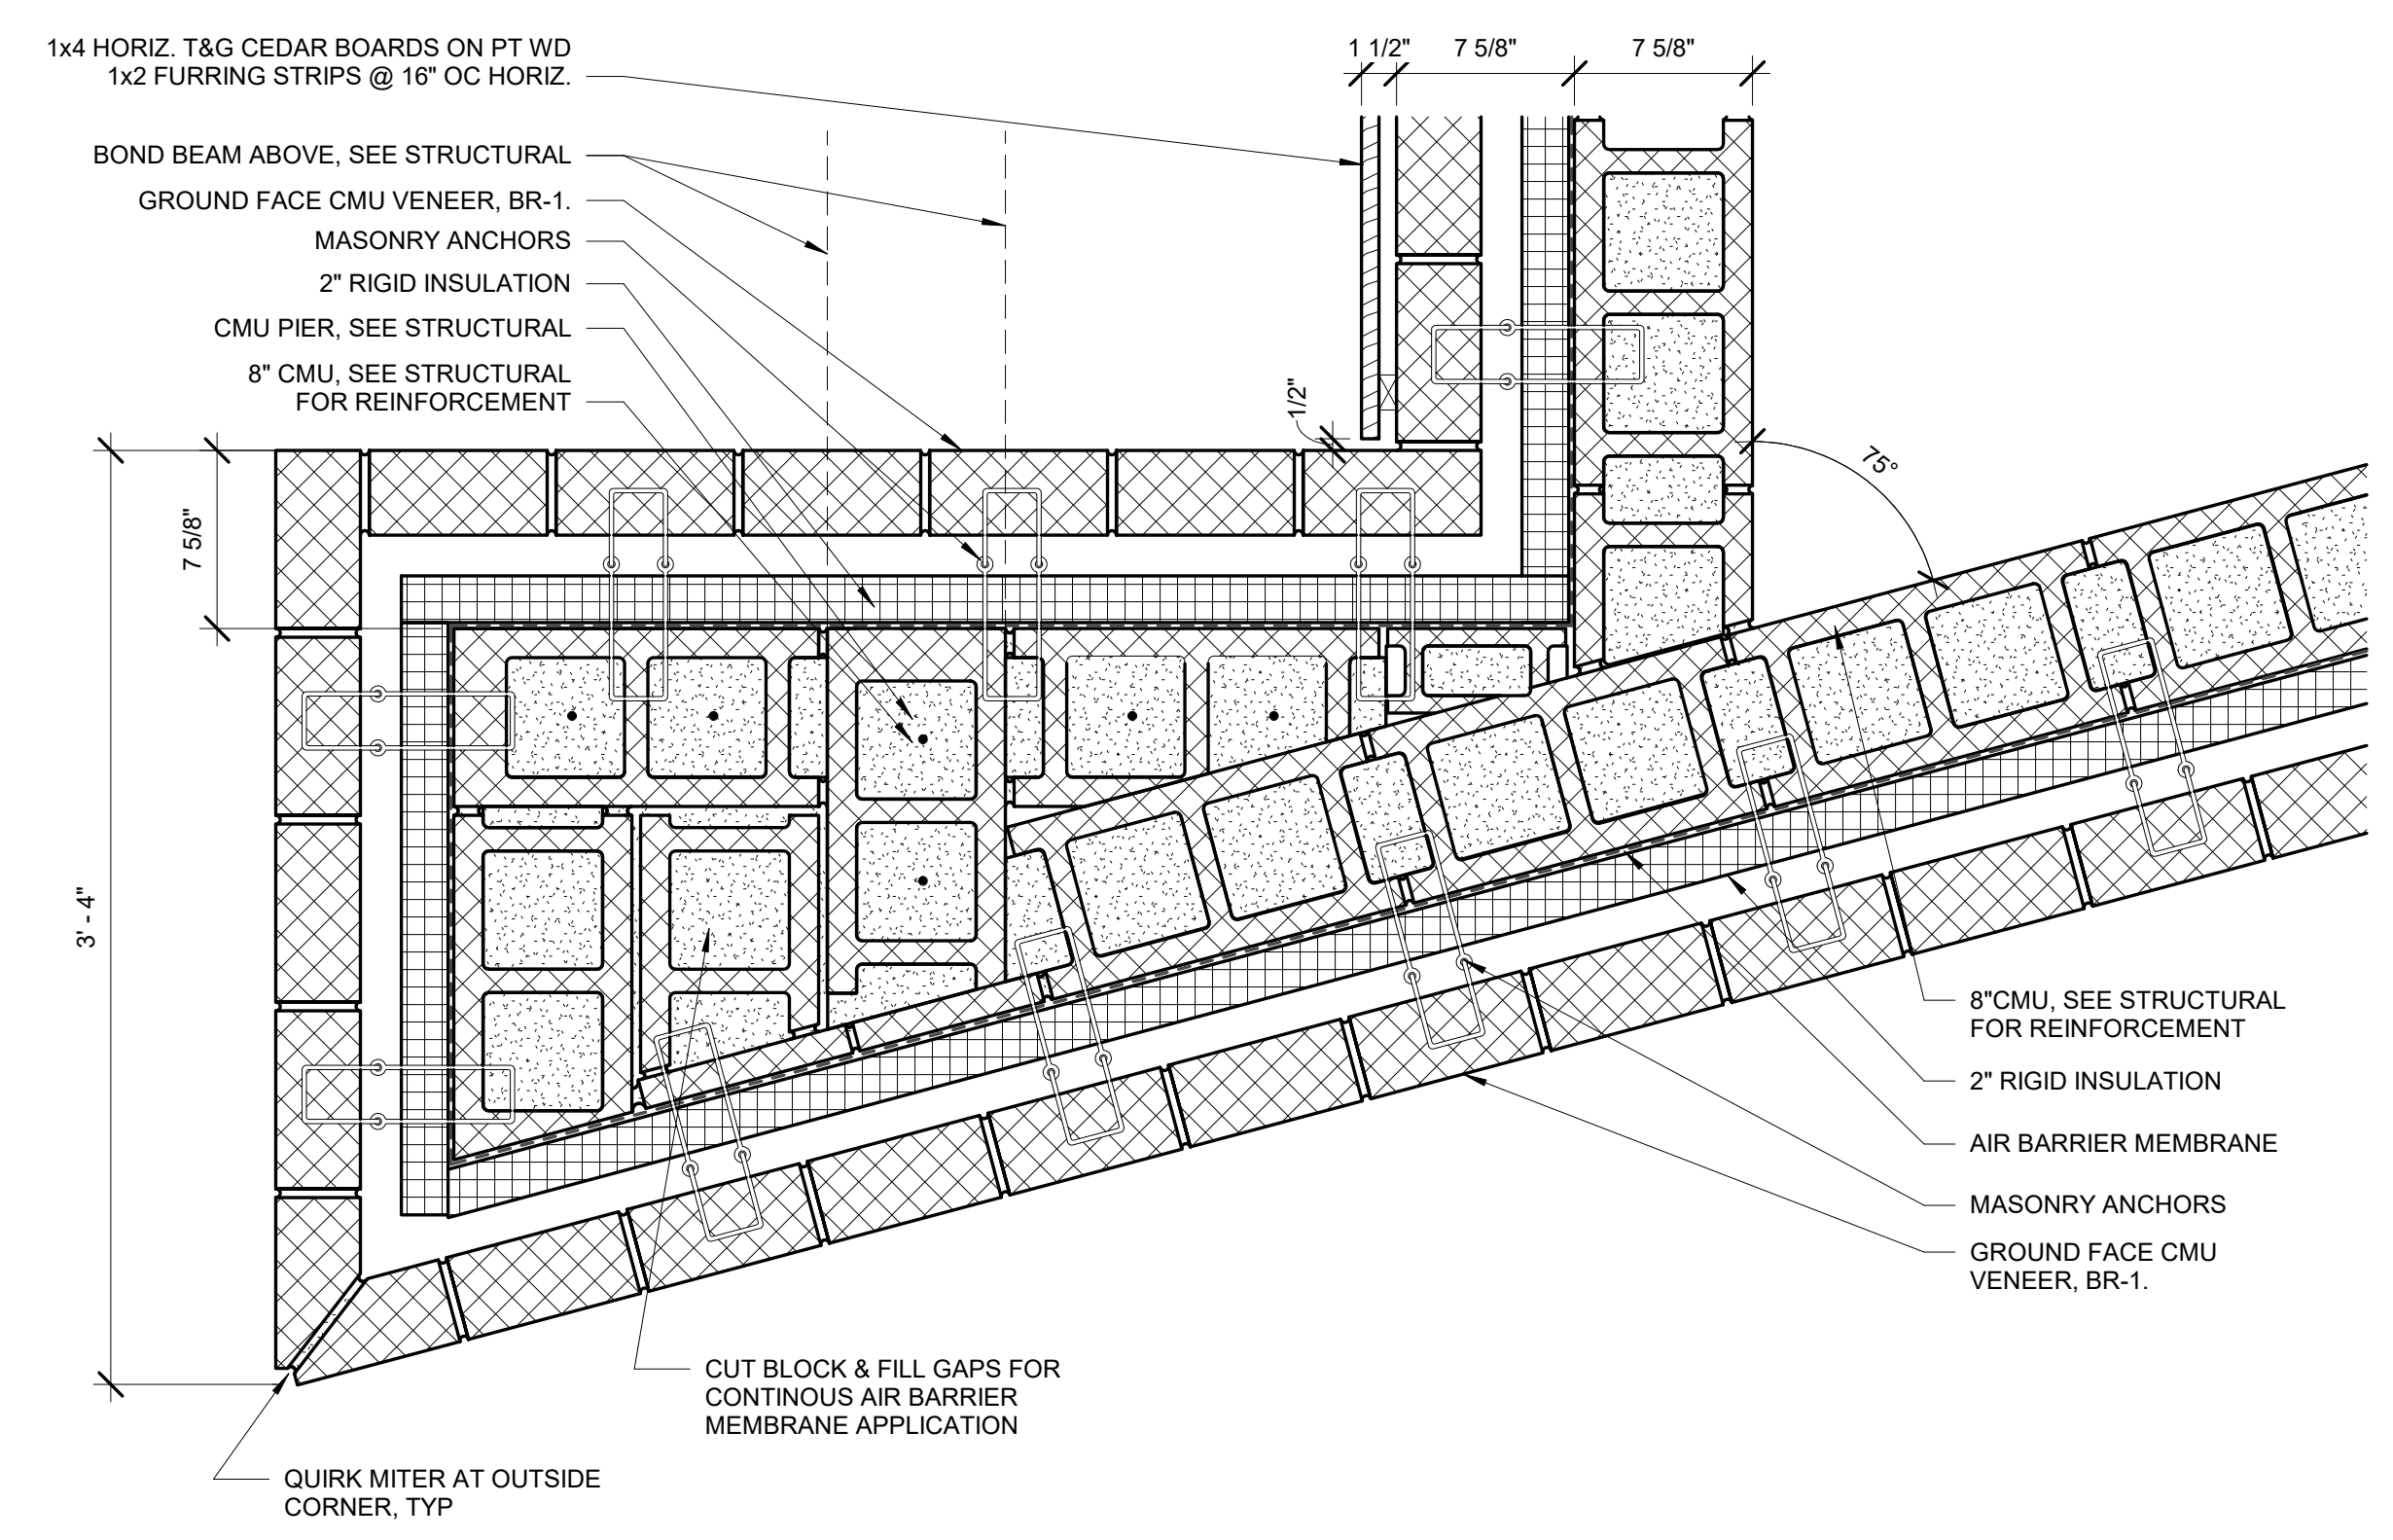 1x4 HORIZ. T&G CEDAR BOARDS ON PT WD
1x2 FURRING STRIPS @ 16" OC HORIZ.
BOND BEAM ABOVE, SEE STRUCTURAL
GROUND FACE CMU VENEER, BR-1.
MASONRY ANCHORS
2" RIGID INSULATION
CMU PIER, SEE STRUCTURAL
8" CMU, SEE STRUCTURAL
FOR REINFORCEMENT
1 1/2"
7 5/8"
7 5/8"
1/2"
75°
7 5/8"
3' - 4"
8"CMU, SEE STRUCTURAL
FOR REINFORCEMENT
2" RIGID INSULATION
AIR BARRIER MEMBRANE
MASONRY ANCHORS
GROUND FACE CMU
VENEER, BR-1.
CUT BLOCK & FILL GAPS FOR
CONTINOUS AIR BARRIER
MEMBRANE APPLICATION
QUIRK MITER AT OUTSIDE
CORNER, TYP